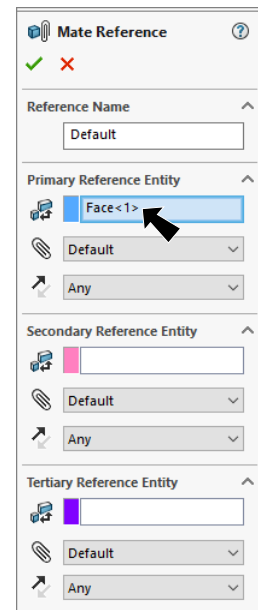 Mate Reference
Reference Name
Default
Primary Reference Entity
Face<1>
Default
Any
Secondary Reference Entity
Default
Any
Tertiary Reference Entity
Default
Any